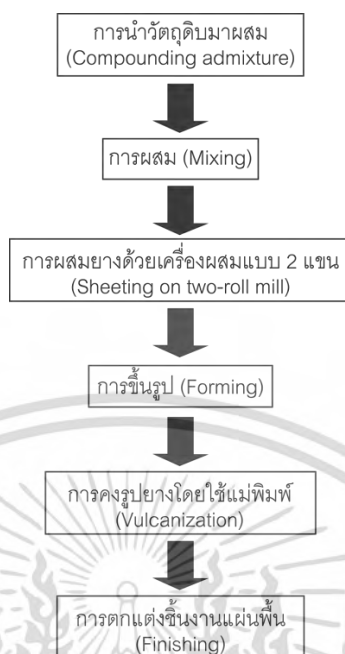 การนำวัตถุดิบมาผสม
(Compounding admixture)
การผสม (Mixing)
การผสมยางด้วยเครื่องผสมแบบ 2 แขน
(Sheeting on two-roll mill)
การขึ้นรูป (Forming)
การคงรูปยางโดยใช้แม่พิมพ์
(Vulcanization)
การตกแต่งชิ้นงานแผ่นพื้น
(Finishing)